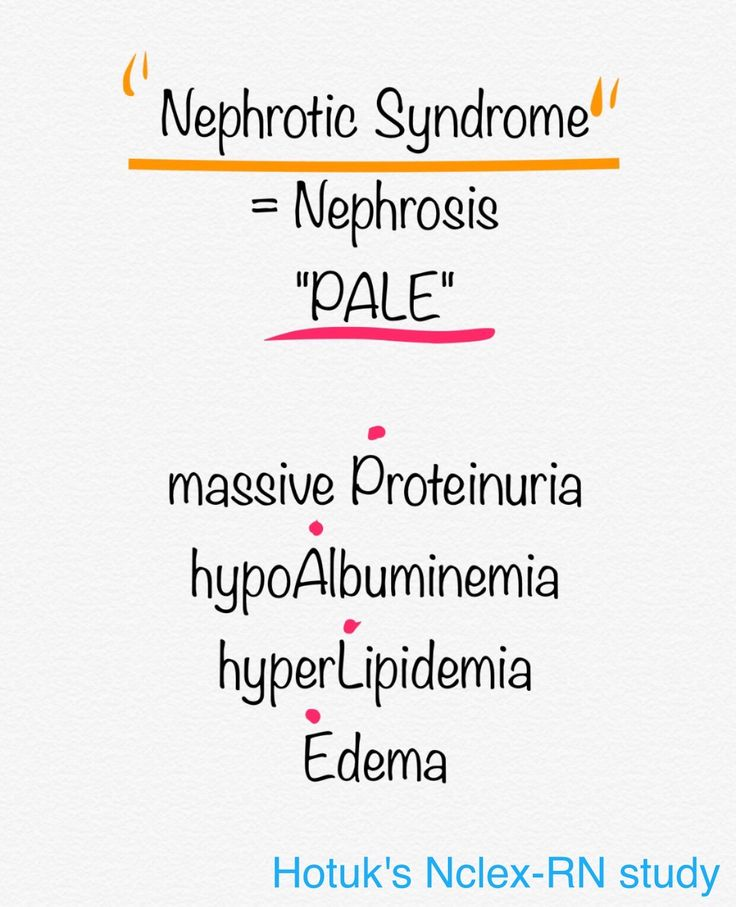 "Nephrotic Syndrome"
= Nephrosis
"PALE"
massive Proteinuria
hypoAlbuminemia
hyperLipidemia
Edema
Hotuk's Nclex-RN study